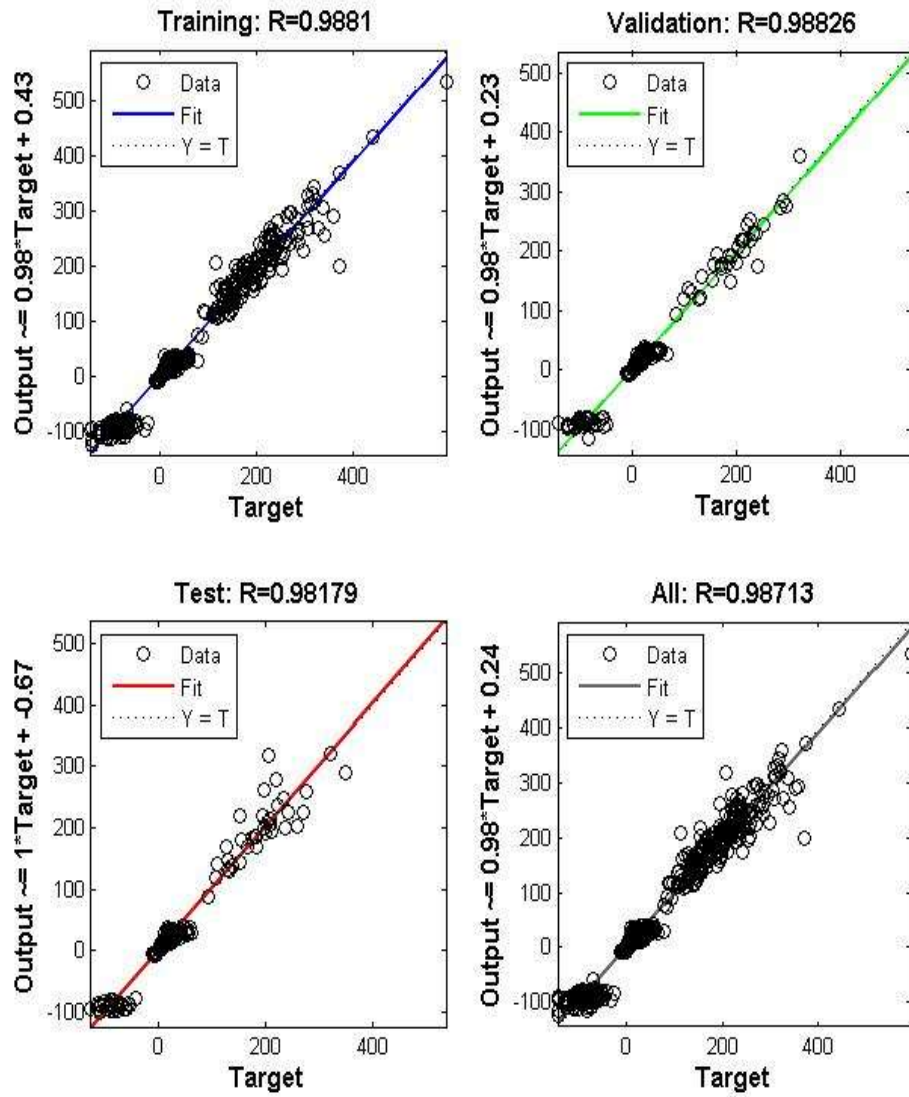 Training: R=0.9881
Output ~= 0.98*Target + 0.43
500
400
300
200
100
0
-100
Data
Fit
Y = T
0
200
400
Target
Validation: R=0.98826
Output ~= 0.98*Target + 0.23
500
400
300
200
100
0
-100
Data
Fit
Y = T
0
200
400
Target
Test: R=0.98179
Output ~= 1*Target + -0.67
500
400
300
200
100
0
-100
Data
Fit
Y = T
0
200
400
Target
All: R=0.98713
Output ~= 0.98*Target + 0.24
500
400
300
200
100
0
-100
Data
Fit
Y = T
0
200
400
Target